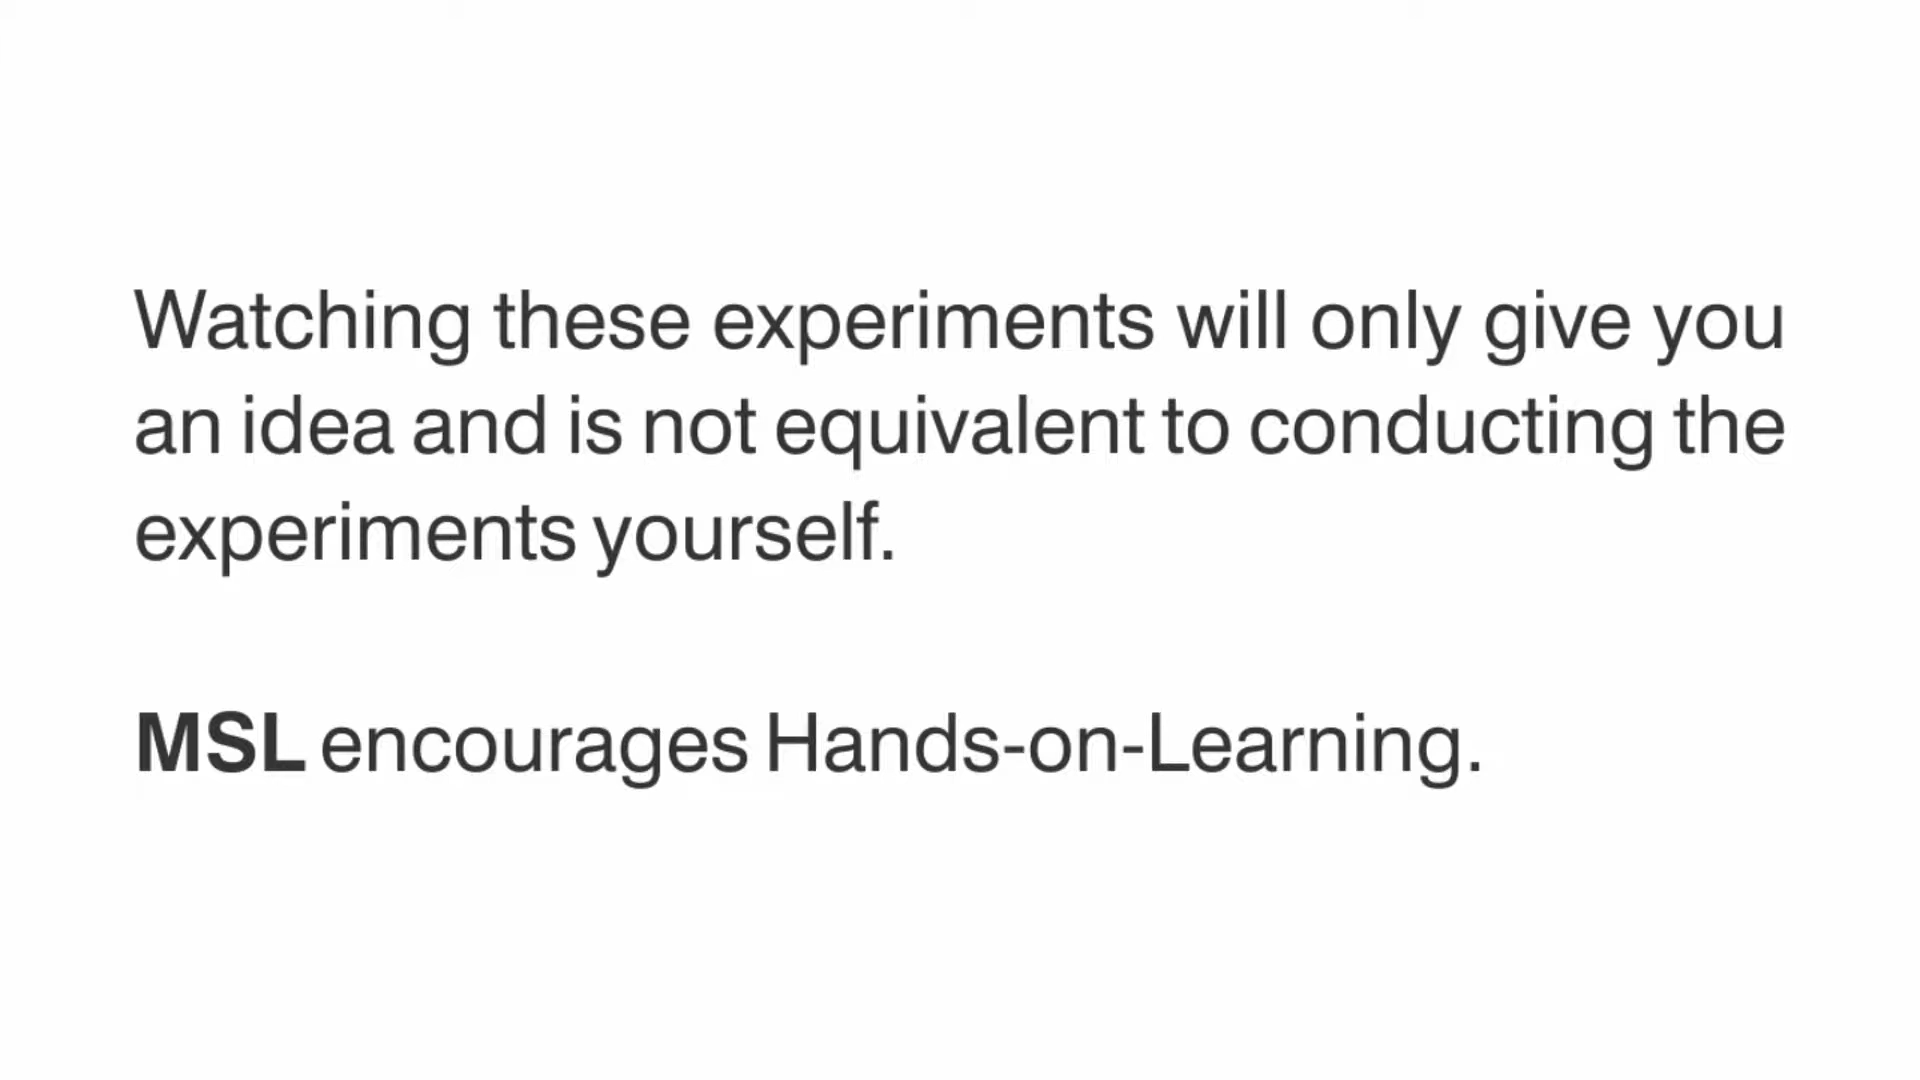 Watching these experiments will only give you
an idea and is not equivalent to conducting the
experiments yourself.
MSL encourages Hands-on-Learning.